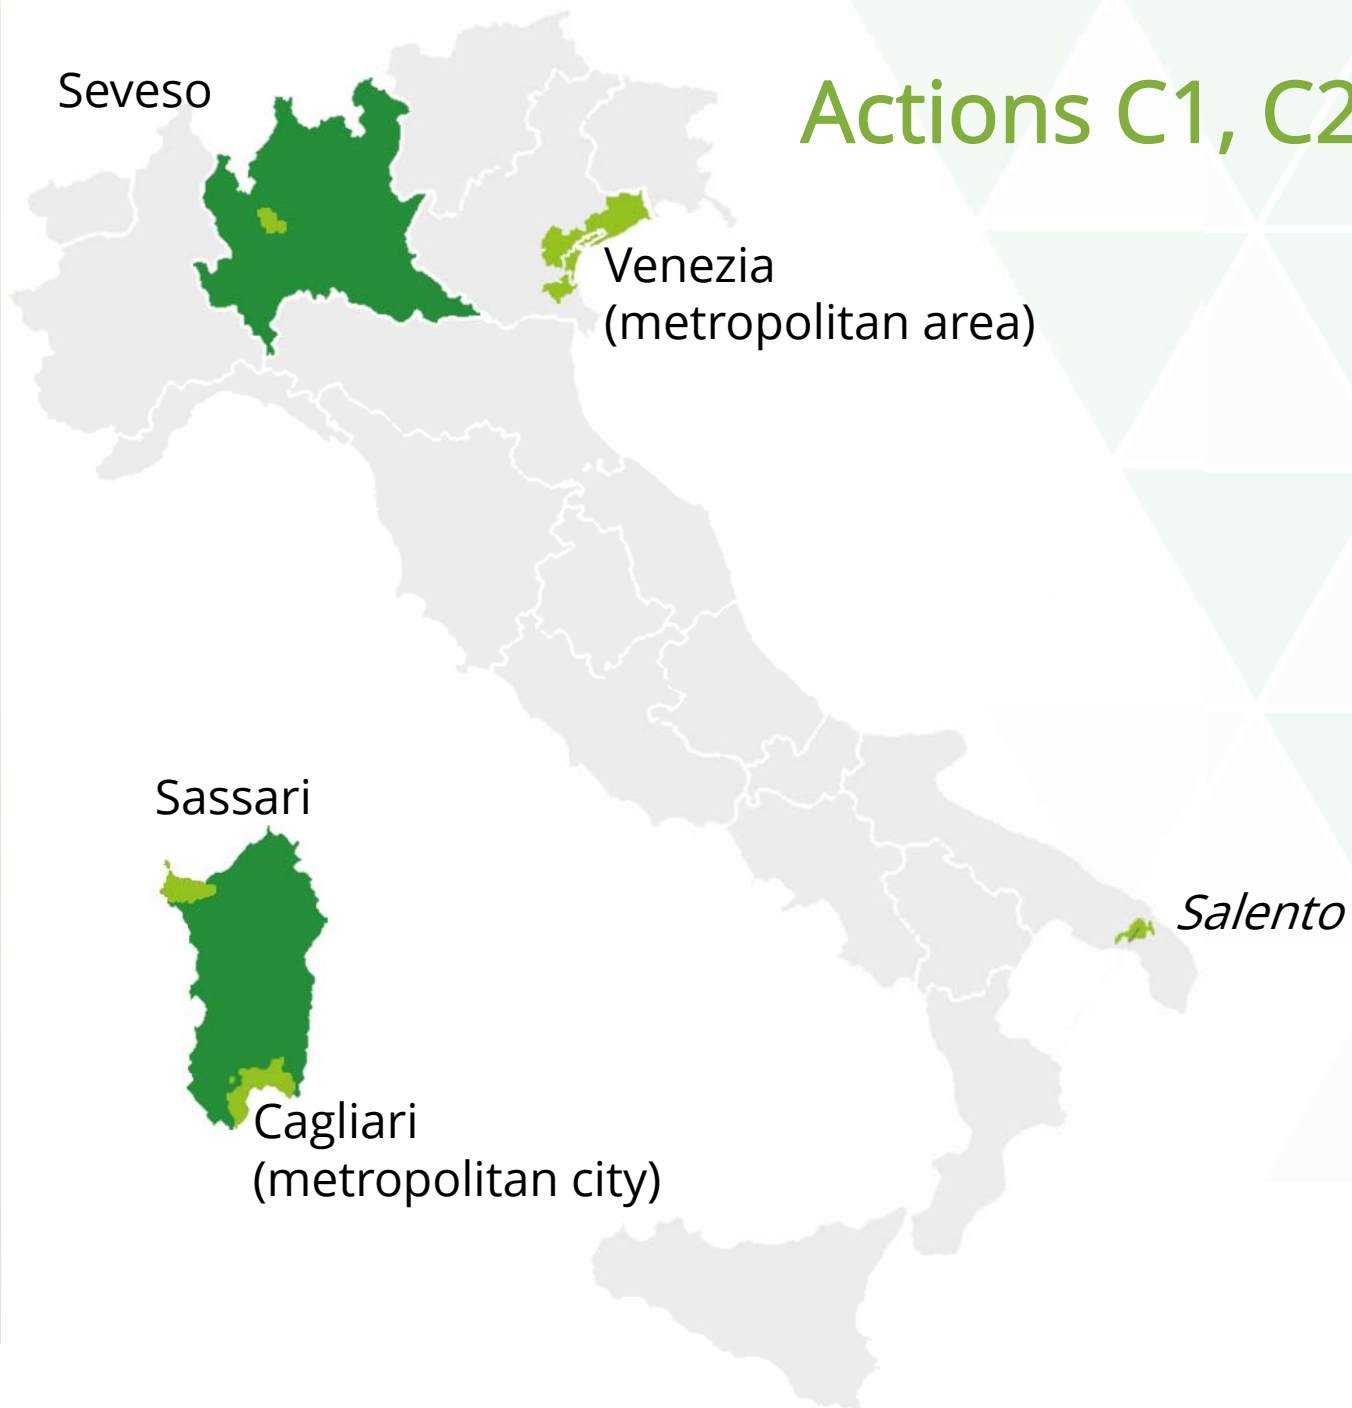 Seveso
Actions C1, C2
Venezia
(metropolitan area)
Sassari
Salento
Cagliari
(metropolitan city)